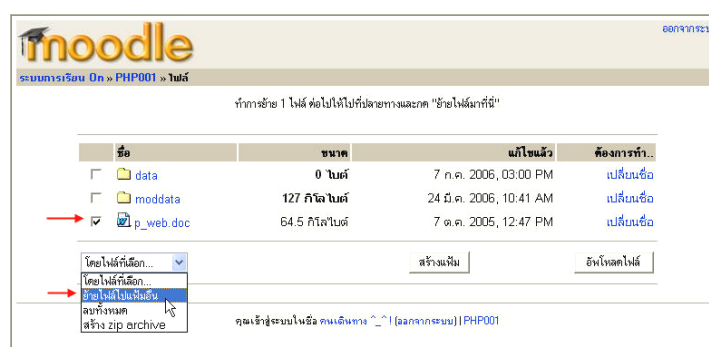 moodle
ออกจากระบ
ระบบการเรียน On » PHP001 » ไฟล์
ทำการย้าย 1 ไฟล์ ต่อไปให้ไปที่ปลายทางและกด "ย้ายไฟล์มาที่นี่"
ชื่อ ขนาด แก้ไขแล้ว ต้องการทำ..
data 0 ไบต์ 7 ก.ค. 2006, 03:00 PM เปลี่ยนชื่อ
moddata 127 กิโลไบต์ 24 มี.ค. 2006, 10:41 AM เปลี่ยนชื่อ
p_web.doc 64.5 กิโลไบต์ 7 ต.ค. 2005, 12:47 PM เปลี่ยนชื่อ
โดยไฟล์ที่เลือก... สร้างแฟ้ม อัพโหลดไฟล์
โดยไฟล์ที่เลือก...
ย้ายไฟล์ไปแฟ้มอื่น
ลบทั้งหมด
สร้าง zip archive
คุณเข้าสู่ระบบในชื่อ คนเดินทาง ^_^ ! (ออกจากระบบ) | PHP001